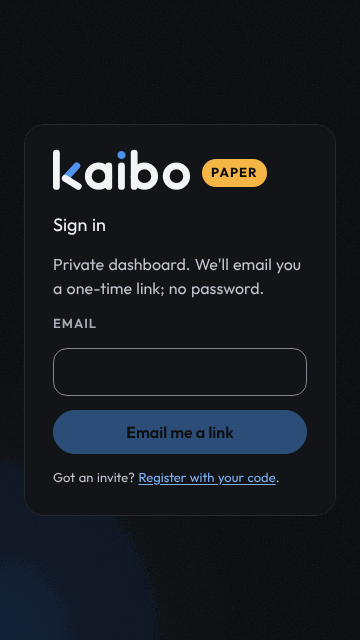 kaibo PAPER
Sign in
Private dashboard. We'll email you
a one-time link; no password.
EMAIL
Email me a link
Got an invite? Register with your code.